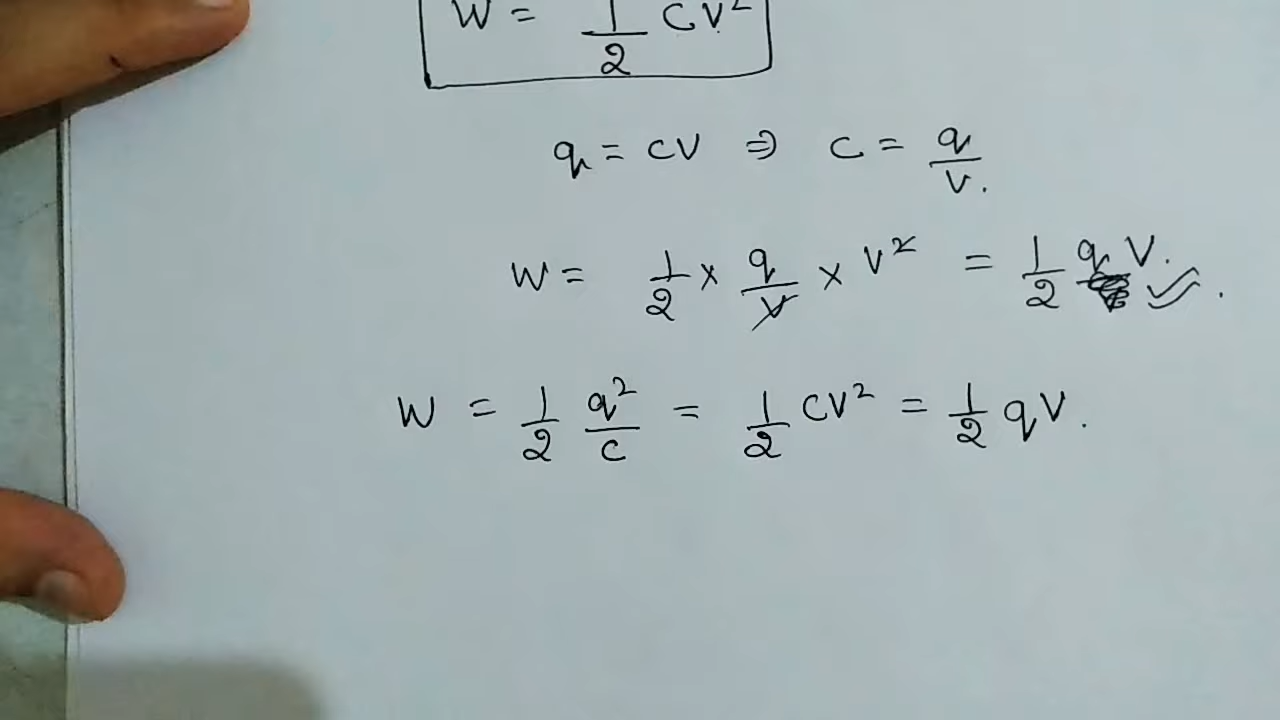 W = 1/2 CV²
q = CV ⇒ C = q/V.
W = 1/2 × q/V × V² = 1/2 qV.
W = 1/2 q²/C = 1/2 CV² = 1/2 qV.